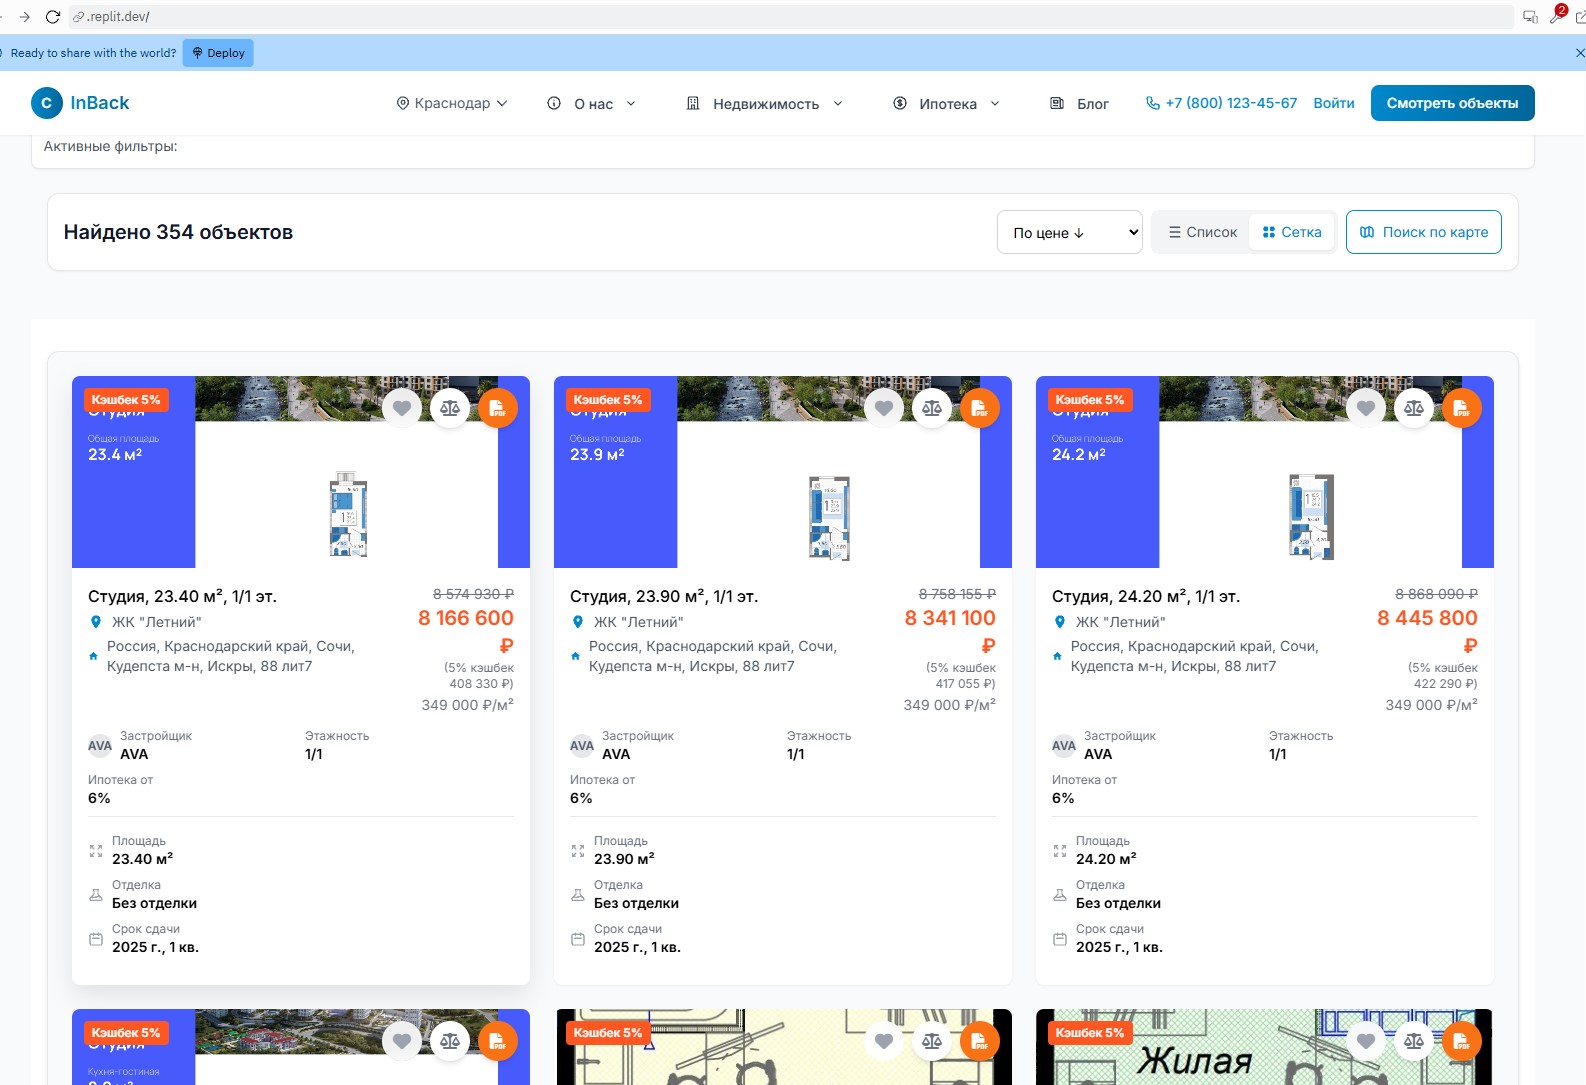 .replit.dev/
2
Ready to share with the world?
Deploy
C InBack
Краснодар
О нас
Недвижимость
Ипотека
Блог
+7 (800) 123-45-67
Войти
Смотреть объекты
Активные фильтры:
Найдено 354 объектов
По цене ↓
Список
Сетка
Поиск по карте
Кэшбек 5%
Студия
Общая площадь
23.4 м²
PDF
Студия, 23.40 м², 1/1 эт.
8 574 930 ₽
8 166 600
₽
ЖК "Летний"
Россия, Краснодарский край, Сочи,
Кудепста м-н, Искры, 88 лит7
(5% кэшбек
408 330 ₽)
349 000 ₽/м²
AVA
Застройщик
AVA
Этажность
1/1
Ипотека от
6%
Площадь
23.40 м²
Отделка
Без отделки
Срок сдачи
2025 г., 1 кв.
Кэшбек 5%
Студия
Общая площадь
23.9 м²
PDF
Студия, 23.90 м², 1/1 эт.
8 758 155 ₽
8 341 100
₽
ЖК "Летний"
Россия, Краснодарский край, Сочи,
Кудепста м-н, Искры, 88 лит7
(5% кэшбек
417 055 ₽)
349 000 ₽/м²
AVA
Застройщик
AVA
Этажность
1/1
Ипотека от
6%
Площадь
23.90 м²
Отделка
Без отделки
Срок сдачи
2025 г., 1 кв.
Кэшбек 5%
Студия
Общая площадь
24.2 м²
PDF
Студия, 24.20 м², 1/1 эт.
8 868 090 ₽
8 445 800
₽
ЖК "Летний"
Россия, Краснодарский край, Сочи,
Кудепста м-н, Искры, 88 лит7
(5% кэшбек
422 290 ₽)
349 000 ₽/м²
AVA
Застройщик
AVA
Этажность
1/1
Ипотека от
6%
Площадь
24.20 м²
Отделка
Без отделки
Срок сдачи
2025 г., 1 кв.
Кэшбек 5%
Студия
Кухня-гостиная
PDF
Кэшбек 5%
PDF
Кэшбек 5%
Жилая
PDF